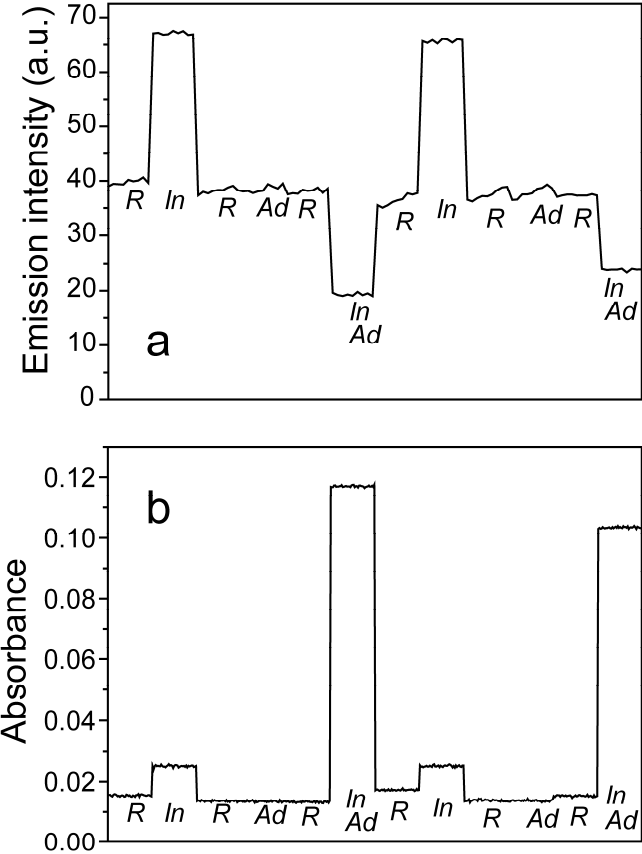 Emission intensity (a.u.)
70
60
50
40
30
20
10
0
R In R Ad R In Ad R In R Ad R In Ad
a
Absorbance
0.12
0.10
0.08
0.06
0.04
0.02
0.00
b
R In R Ad R In Ad R In R Ad R In Ad